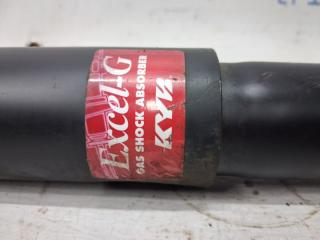 Excel-G
GAS SHOCK ABSORBER
KYB